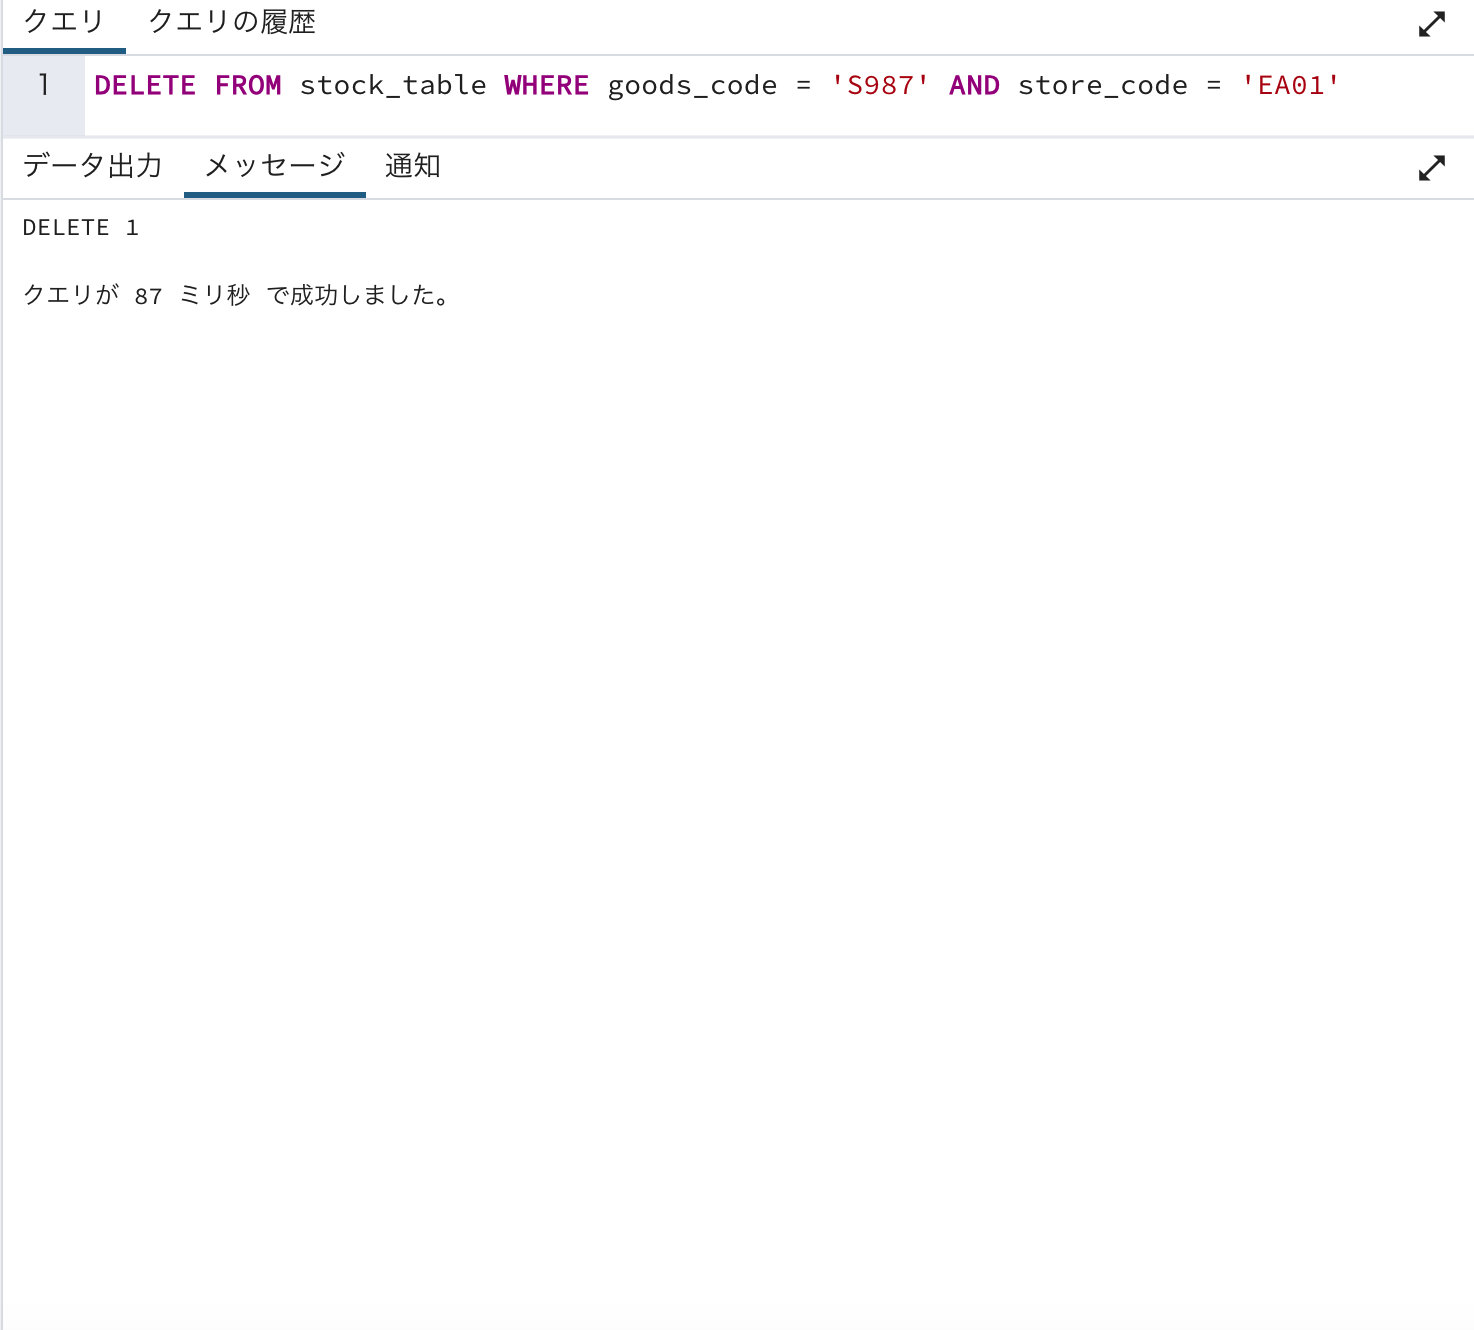 クエリ クエリの履歴
1 DELETE FROM stock_table WHERE goods_code = 'S987' AND store_code = 'EA01'
データ出力 メッセージ 通知
DELETE 1
クエリが 87 ミリ秒 で成功しました。